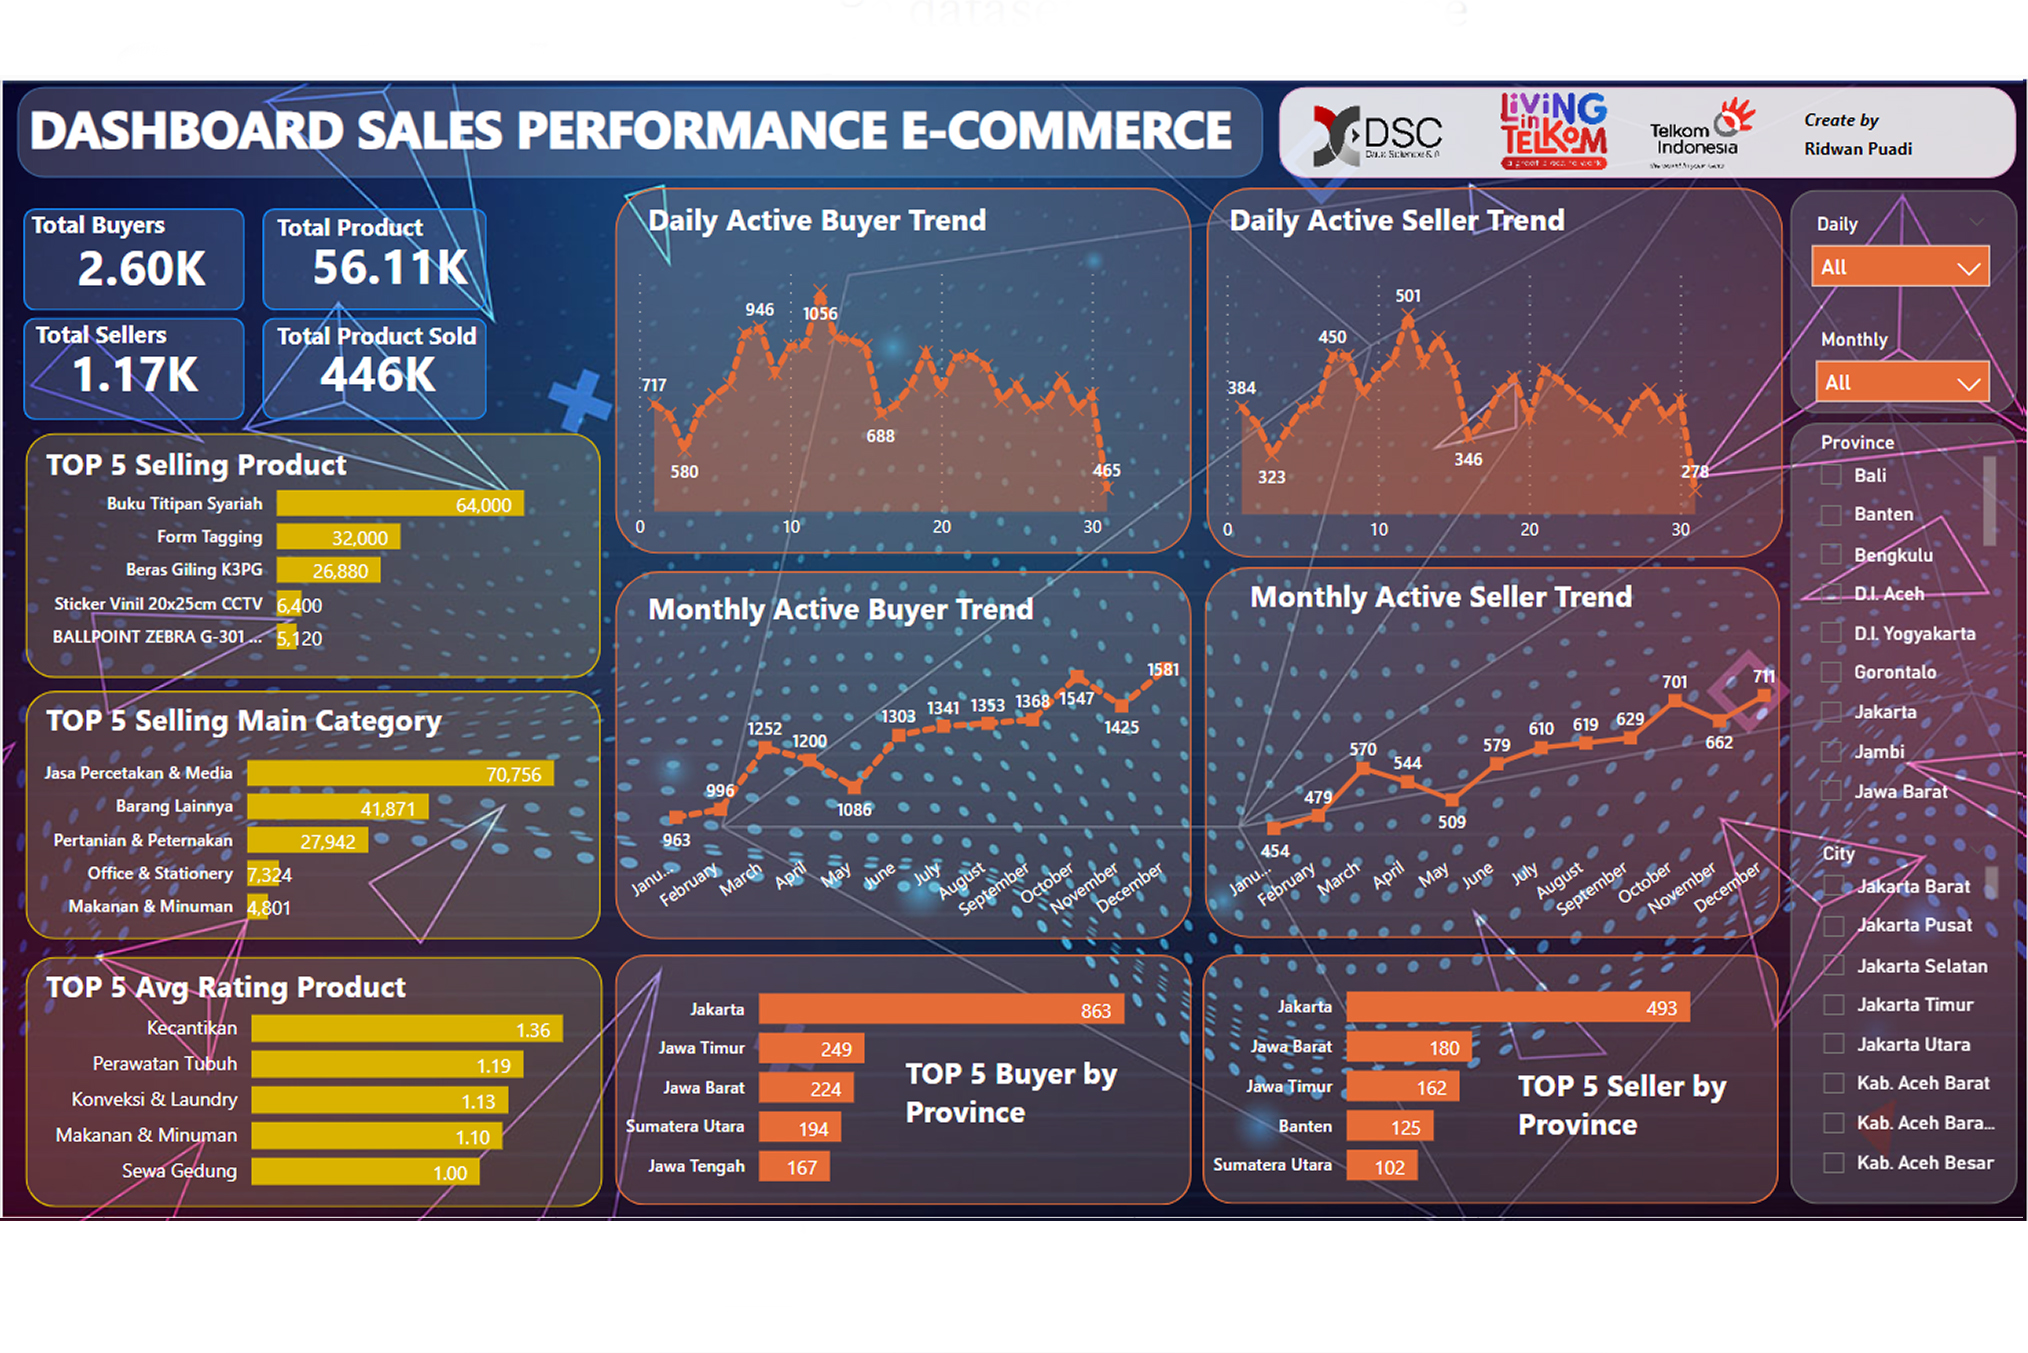 DASHBOARD SALES PERFORMANCE E-COMMERCE
DSC
LiViNG
in
TELKOM
Telkom
Indonesia
Create by
Ridwan Puadi
Total Buyers
2.60K
Total Product
56.11K
Total Sellers
1.17K
Total Product Sold
446K
TOP 5 Selling Product
Buku Titipan Syariah 64,000
Form Tagging 32,000
Beras Giling K3PG 26,880
Sticker Vinil 20x25cm CCTV 6,400
BALLPOINT ZEBRA G-301 ... 5,120
TOP 5 Selling Main Category
Jasa Percetakan & Media 70,756
Barang Lainnya 41,871
Pertanian & Peternakan 27,942
Office & Stationery 7,324
Makanan & Minuman 4,801
TOP 5 Avg Rating Product
Kecantikan 1.36
Perawatan Tubuh 1.19
Konveksi & Laundry 1.13
Makanan & Minuman 1.10
Sewa Gedung 1.00
Daily Active Buyer Trend
717 580 946 1056 688 465
0 10 20 30
Daily Active Seller Trend
384 323 450 501 346 278
0 10 20 30
Monthly Active Buyer Trend
963 996 1252 1200 1086 1303 1341 1353 1368 1547 1425 1581
Janu... February March April May June July August September October November December
Monthly Active Seller Trend
454 479 570 544 509 579 610 619 629 701 662 711
Janu... February March April May June July August September October November December
TOP 5 Buyer by
Province
Jakarta 863
Jawa Timur 249
Jawa Barat 224
Sumatera Utara 194
Jawa Tengah 167
TOP 5 Seller by
Province
Jakarta 493
Jawa Barat 180
Jawa Timur 162
Banten 125
Sumatera Utara 102
Daily
All
Monthly
All
Province
Bali
Banten
Bengkulu
D.I. Aceh
D.I. Yogyakarta
Gorontalo
Jakarta
Jambi
Jawa Barat
City
Jakarta Barat
Jakarta Pusat
Jakarta Selatan
Jakarta Timur
Jakarta Utara
Kab. Aceh Barat
Kab. Aceh Bara...
Kab. Aceh Besar